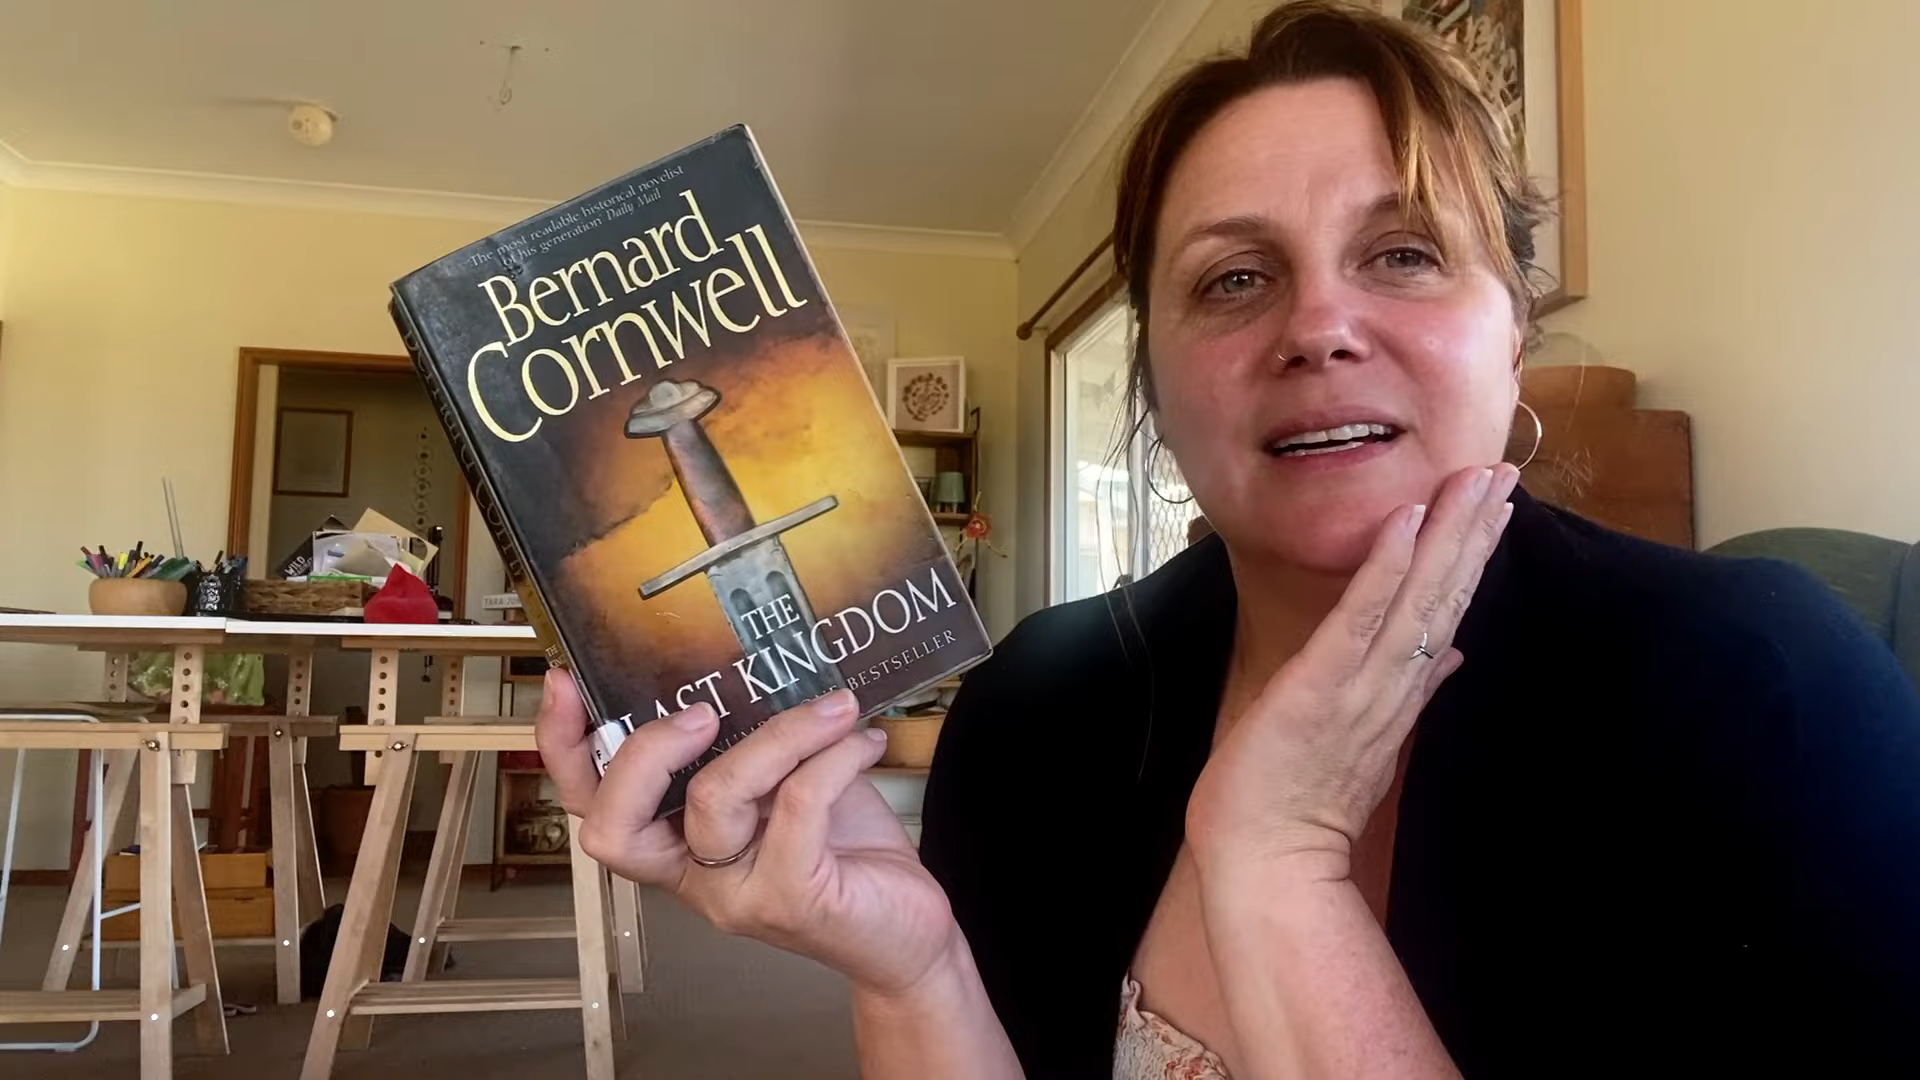 The most readable historical novelist
of his generation Daily Mail
Bernard
Cornwell
THE
LAST KINGDOM
THE NUMBER ONE BESTSELLER
WILD